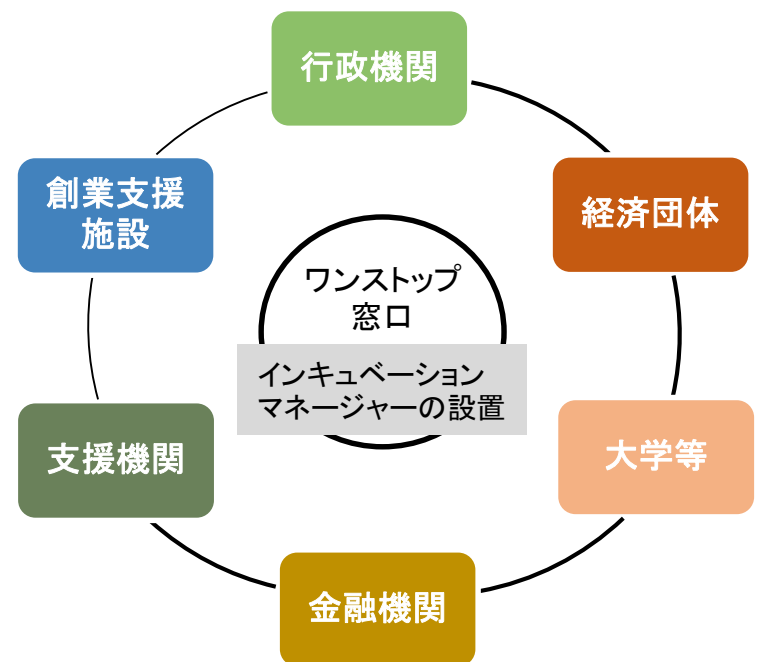 行政機関
創業支援
施設
経済団体
ワンストップ
窓口
インキュベーション
マネージャーの設置
支援機関
大学等
金融機関